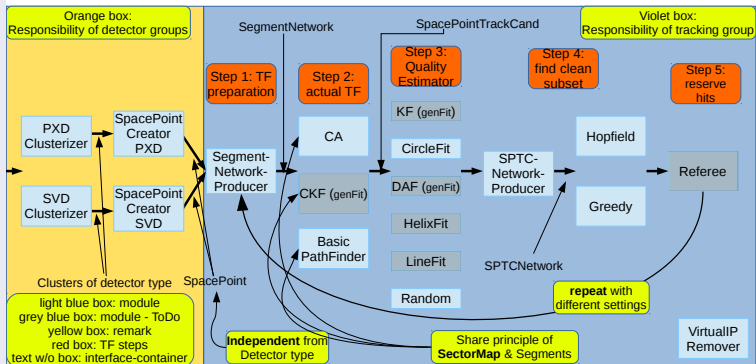 Orange box:
Responsibility of detector groups
SegmentNetwork
SpacePointTrackCand
Violet box:
Responsibility of tracking group
Step 1: TF
preparation
Step 2:
actual TF
Step 3:
Quality
Estimator
Step 4:
find clean
subset
Step 5:
reserve
hits
PXD
Clusterizer
SpacePoint
Creator
PXD
SVD
Clusterizer
SpacePoint
Creator
SVD
Segment-
Network-
Producer
CA
CKF (genFit)
Basic
PathFinder
KF (genFit)
CircleFit
DAF (genFit)
HelixFit
LineFit
Random
SPTC-
Network-
Producer
Hopfield
Greedy
Referee
SPTCNetwork
Clusters of detector type
SpacePoint
light blue box: module
grey blue box: module - ToDo
yellow box: remark
red box: TF steps
text w/o box: interface-container
Independent from
Detector type
Share principle of
SectorMap & Segments
repeat with
different settings
VirtualIP
Remover